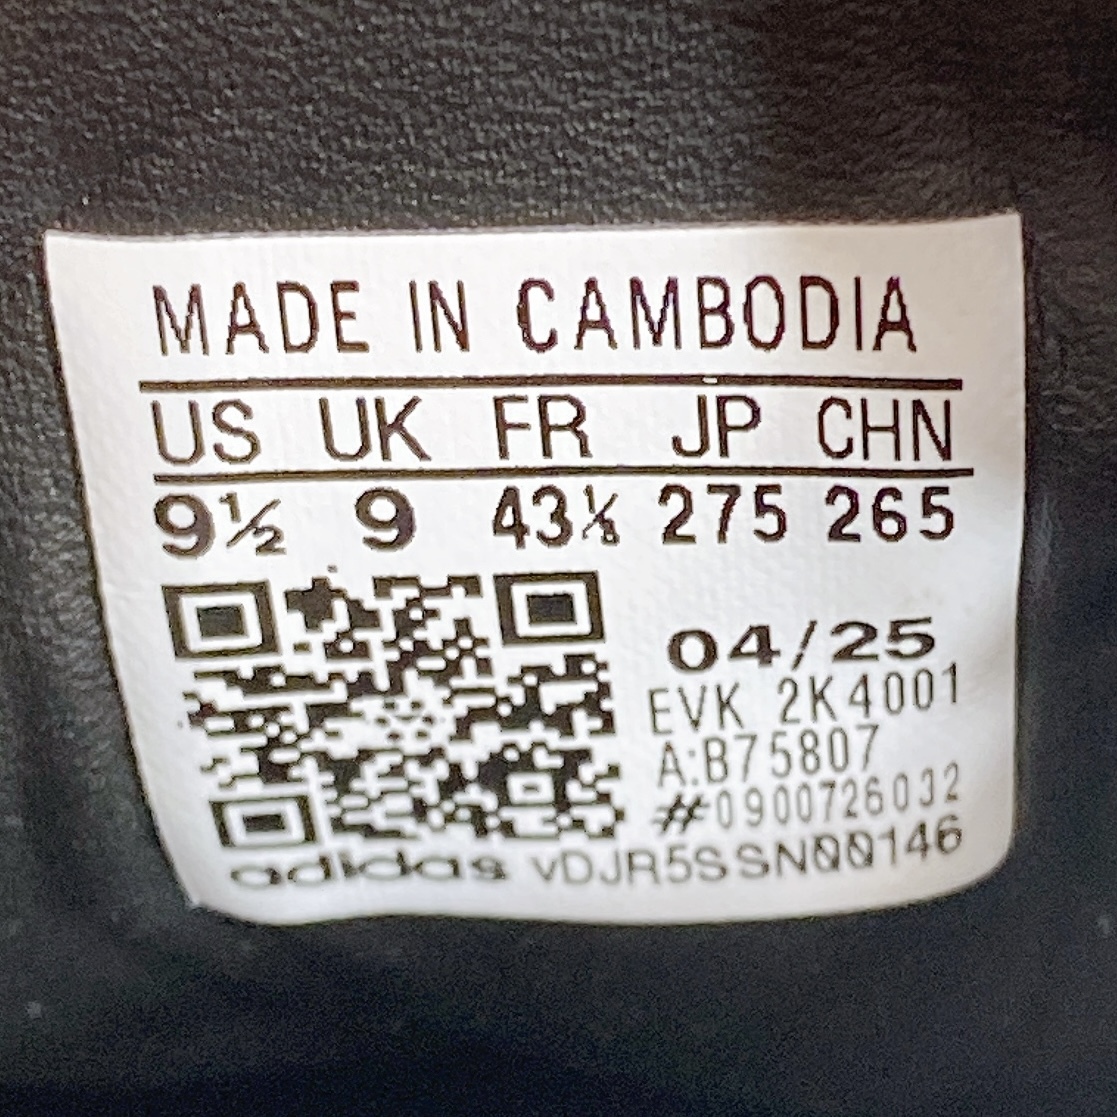 MADE IN CAMBODIA
US UK FR JP CHN
9½ 9 43⅓ 275 265
04/25
EVK 2K4001
A:B75807
#0900726032
adidas vDJR5SSN00146